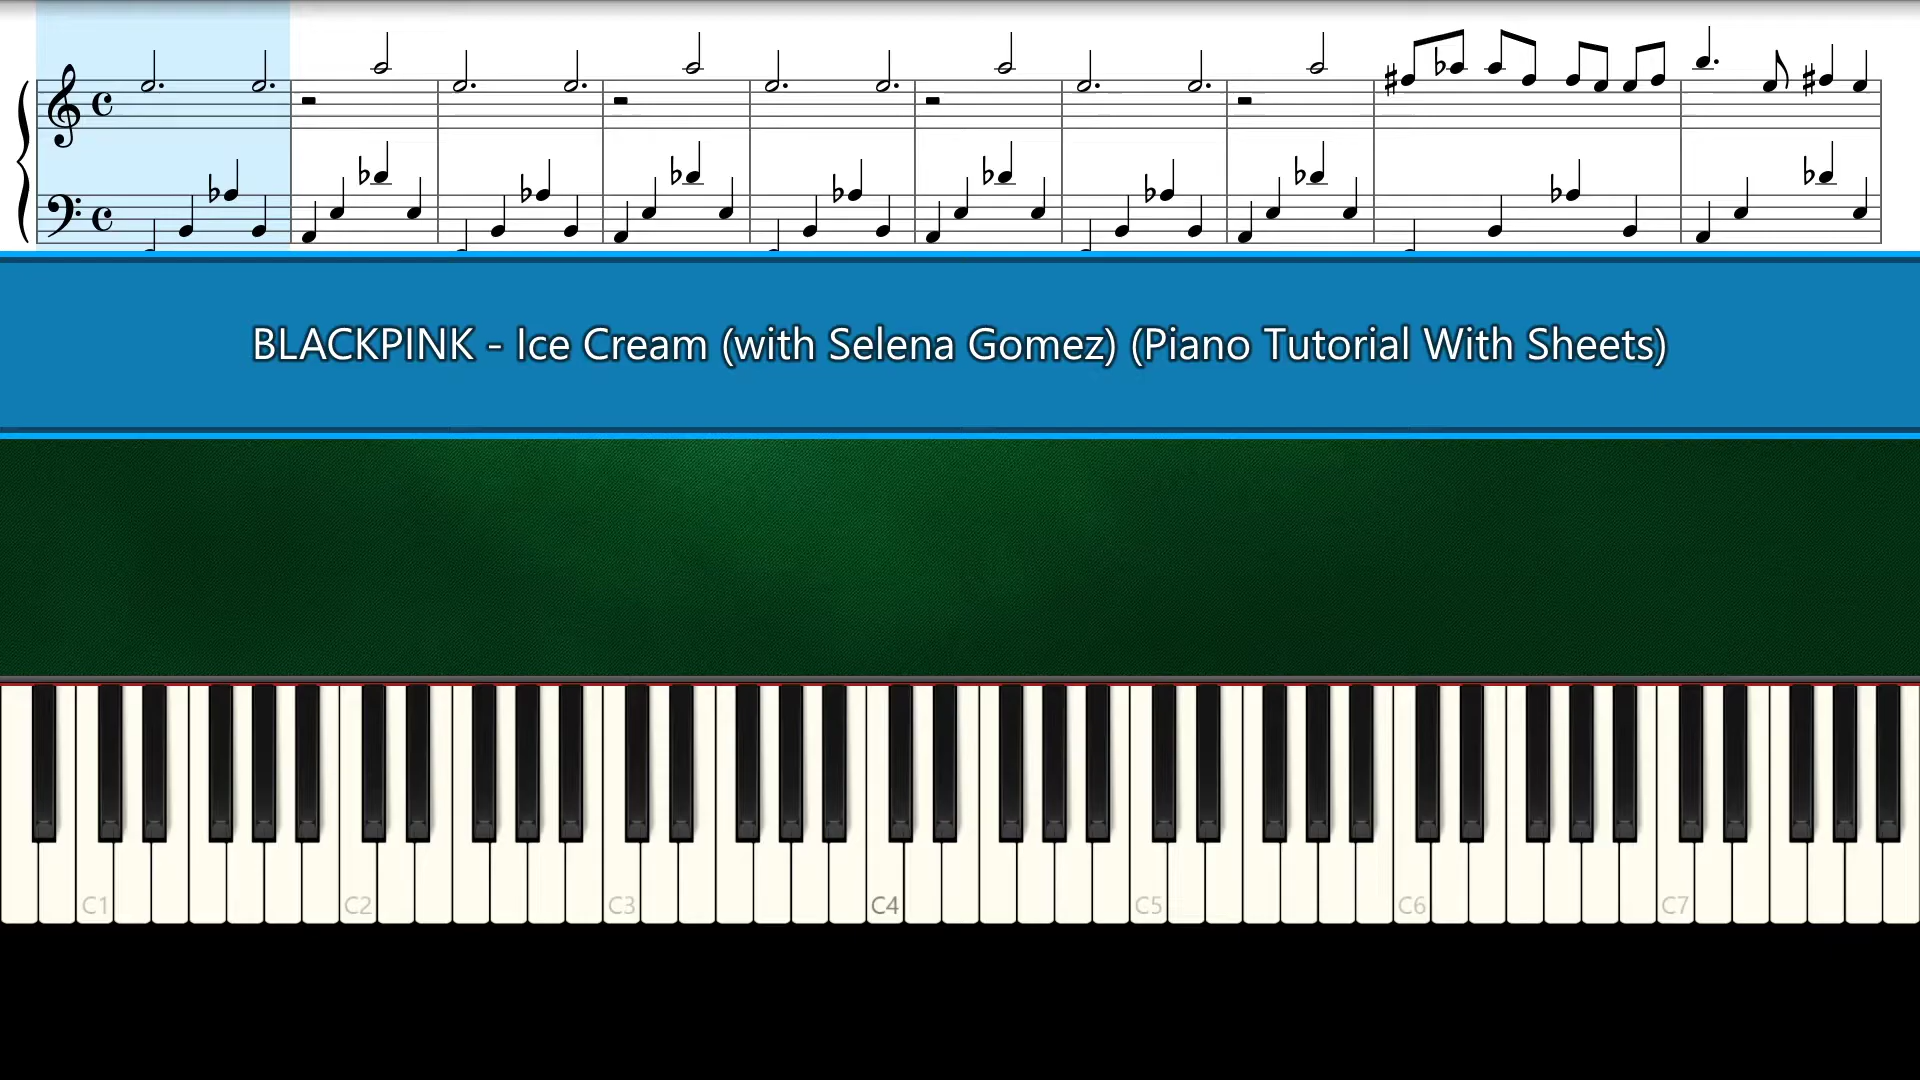 BLACKPINK - Ice Cream (with Selena Gomez) (Piano Tutorial With Sheets)
C1 C2 C3 C4 C5 C6 C7